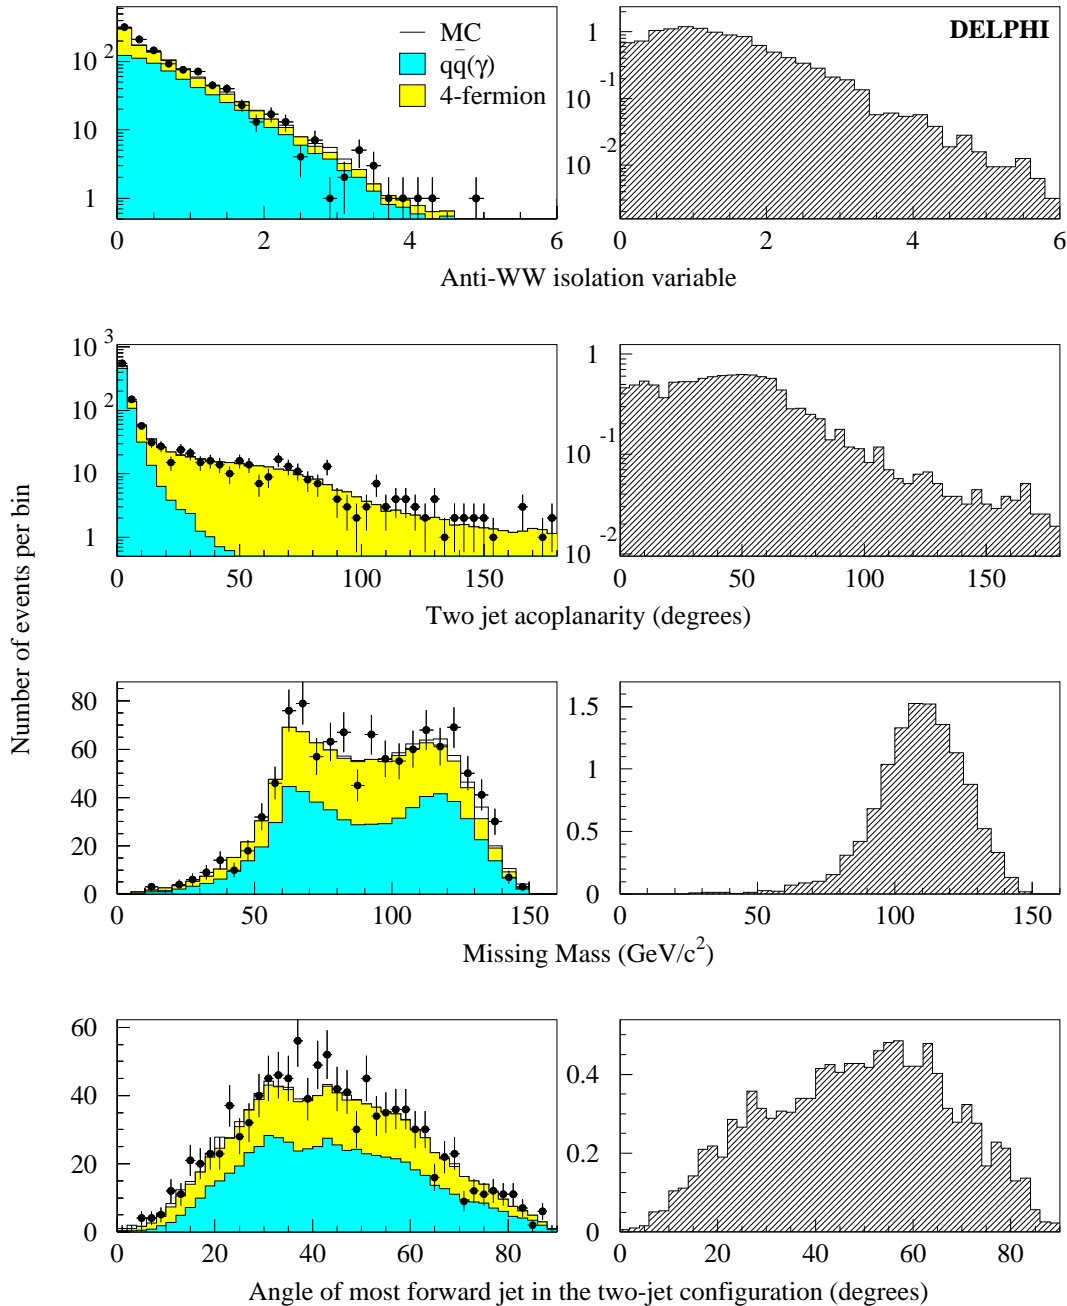 MC
qq̄(γ)
4-fermion
10²
10
1
0 2 4 6
DELPHI
1
10⁻¹
10⁻²
0 2 4 6
Anti-WW isolation variable
10³
10²
10
1
0 50 100 150
1
10⁻¹
10⁻²
0 50 100 150
Two jet acoplanarity (degrees)
Number of events per bin
80
60
40
20
0
0 50 100 150
1.5
1
0.5
0
0 50 100 150
Missing Mass (GeV/c²)
60
40
20
0
0 20 40 60 80
0.4
0.2
0
0 20 40 60 80
Angle of most forward jet in the two-jet configuration (degrees)